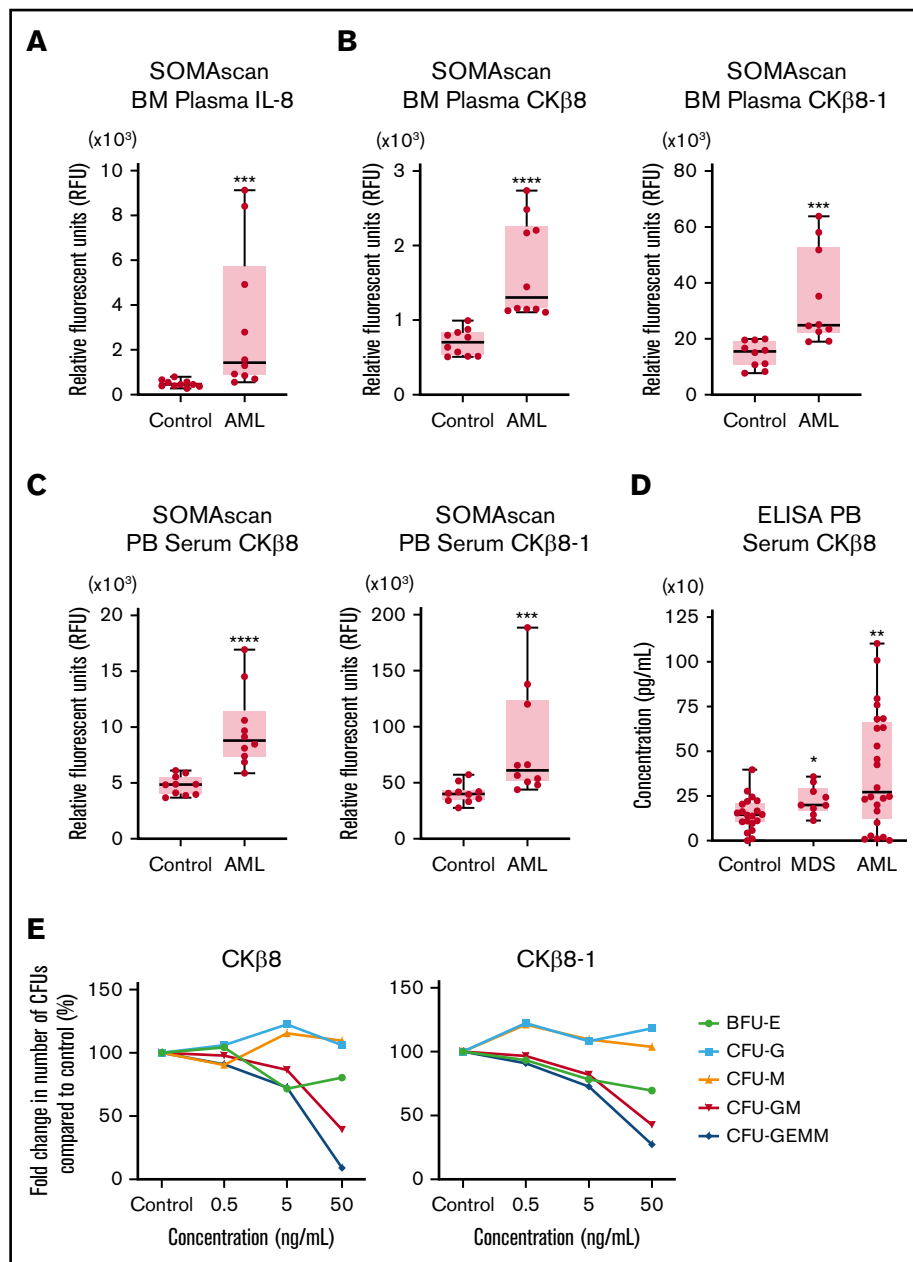 A
SOMAscan
BM Plasma IL-8
(x10³)
Relative fluorescent units (RFU)
10
8
6
4
2
0
***
Control AML
B
SOMAscan
BM Plasma CKβ8
(x10³)
Relative fluorescent units (RFU)
3
2
1
0
****
Control AML
SOMAscan
BM Plasma CKβ8-1
(x10³)
Relative fluorescent units (RFU)
80
60
40
20
0
***
Control AML
C
SOMAscan
PB Serum CKβ8
(x10³)
Relative fluorescent units (RFU)
20
15
10
5
0
****
Control AML
SOMAscan
PB Serum CKβ8-1
(x10³)
Relative fluorescent units (RFU)
200
150
100
50
0
***
Control AML
D
ELISA PB
Serum CKβ8
(x10)
Concentration (pg/mL)
125
100
75
50
25
0
*
**
Control MDS AML
E
CKβ8
Fold change in number of CFUs
compared to control (%)
150
100
50
0
Control 0.5 5 50
Concentration (ng/mL)
CKβ8-1
150
100
50
0
Control 0.5 5 50
Concentration (ng/mL)
BFU-E
CFU-G
CFU-M
CFU-GM
CFU-GEMM